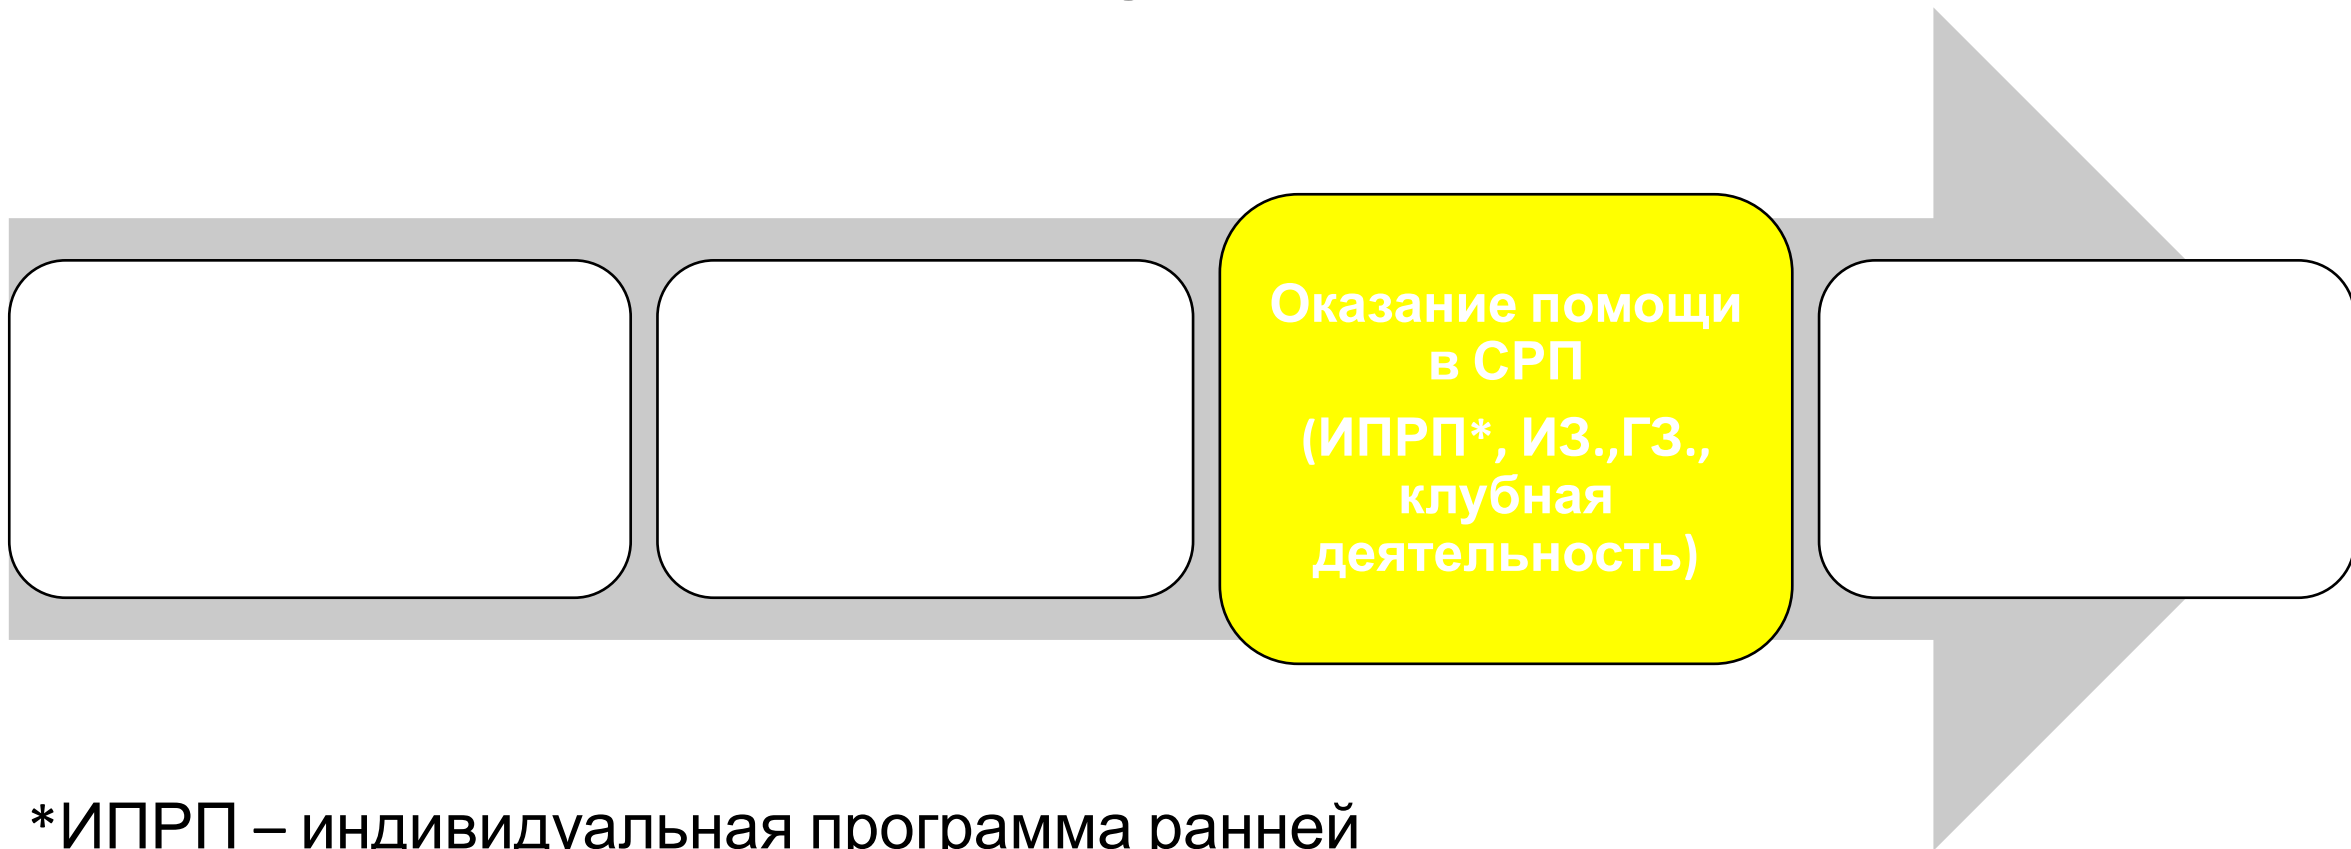 Оказание помощи
в СРП
(ИПРП*, ИЗ.,ГЗ.,
клубная
деятельность)
*ИПРП – индивидуальная программа ранней